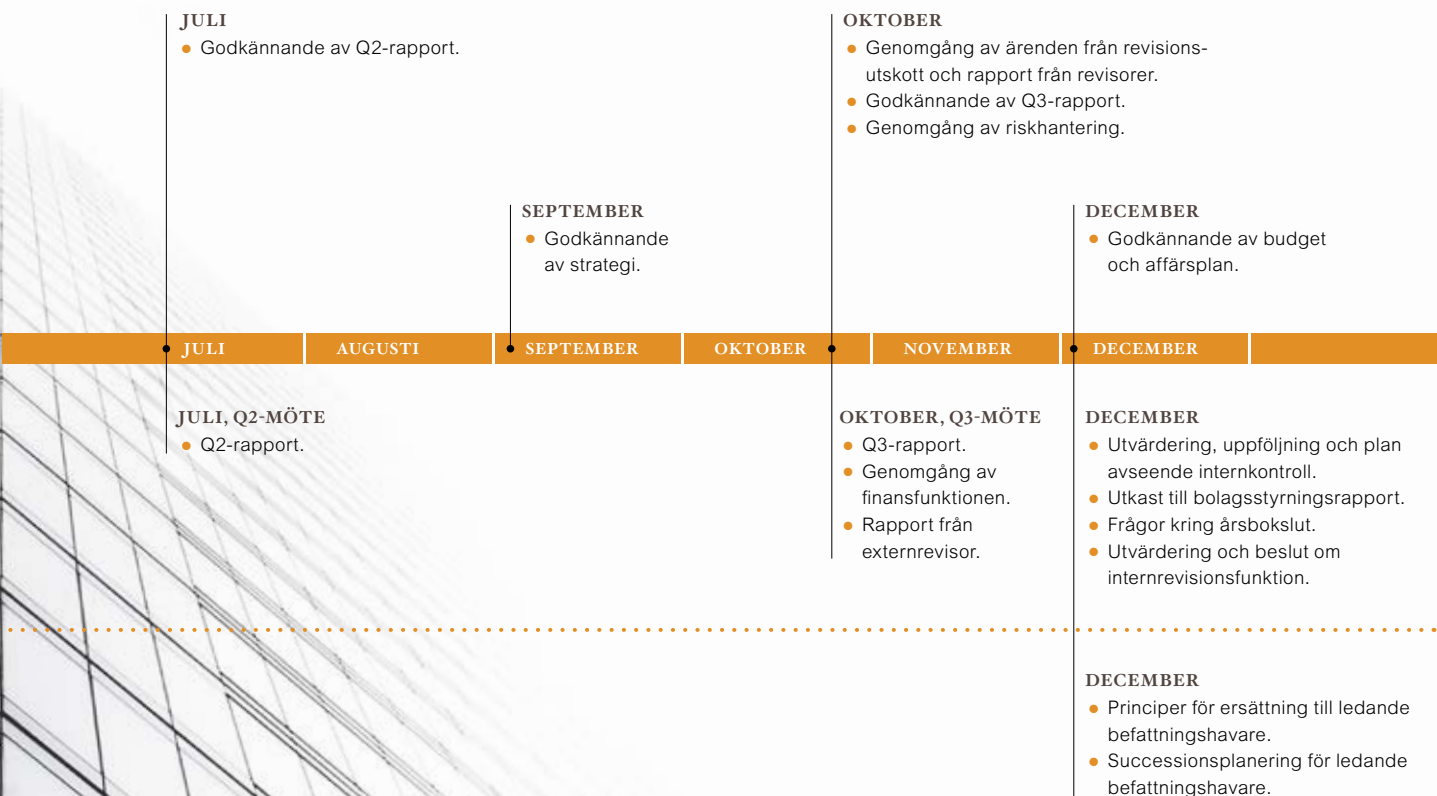 JULI
• Godkännande av Q2-rapport.
OKTOBER
• Genomgång av ärenden från revisions-
utskott och rapport från revisorer.
• Godkännande av Q3-rapport.
• Genomgång av riskhantering.
SEPTEMBER
• Godkännande
av strategi.
DECEMBER
• Godkännande av budget
och affärsplan.
JULI AUGUSTI SEPTEMBER OKTOBER NOVEMBER DECEMBER
JULI, Q2-MÖTE
• Q2-rapport.
OKTOBER, Q3-MÖTE
• Q3-rapport.
• Genomgång av
finansfunktionen.
• Rapport från
externrevisor.
DECEMBER
• Utvärdering, uppföljning och plan
avseende internkontroll.
• Utkast till bolagsstyrningsrapport.
• Frågor kring årsbokslut.
• Utvärdering och beslut om
internrevisionsfunktion.
DECEMBER
• Principer för ersättning till ledande
befattningshavare.
• Successionsplanering för ledande
befattningshavare.